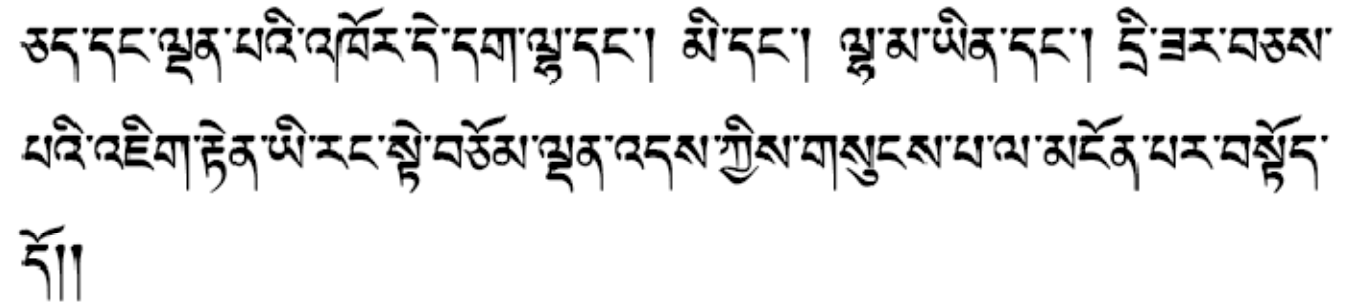 ཅད་དང་ལྡན་པའི་འཁོར་དེ་དག་ལྷ་དང་། མི་དང་། ལྷ་མ་ཡིན་དང་། དྲི་ཟར་བཅས་
པའི་འཇིག་རྟེན་ཡི་རང་སྟེ་བཅོམ་ལྡན་འདས་ཀྱིས་གསུངས་པ་ལ་མངོན་པར་བསྟོད་
དོ།།